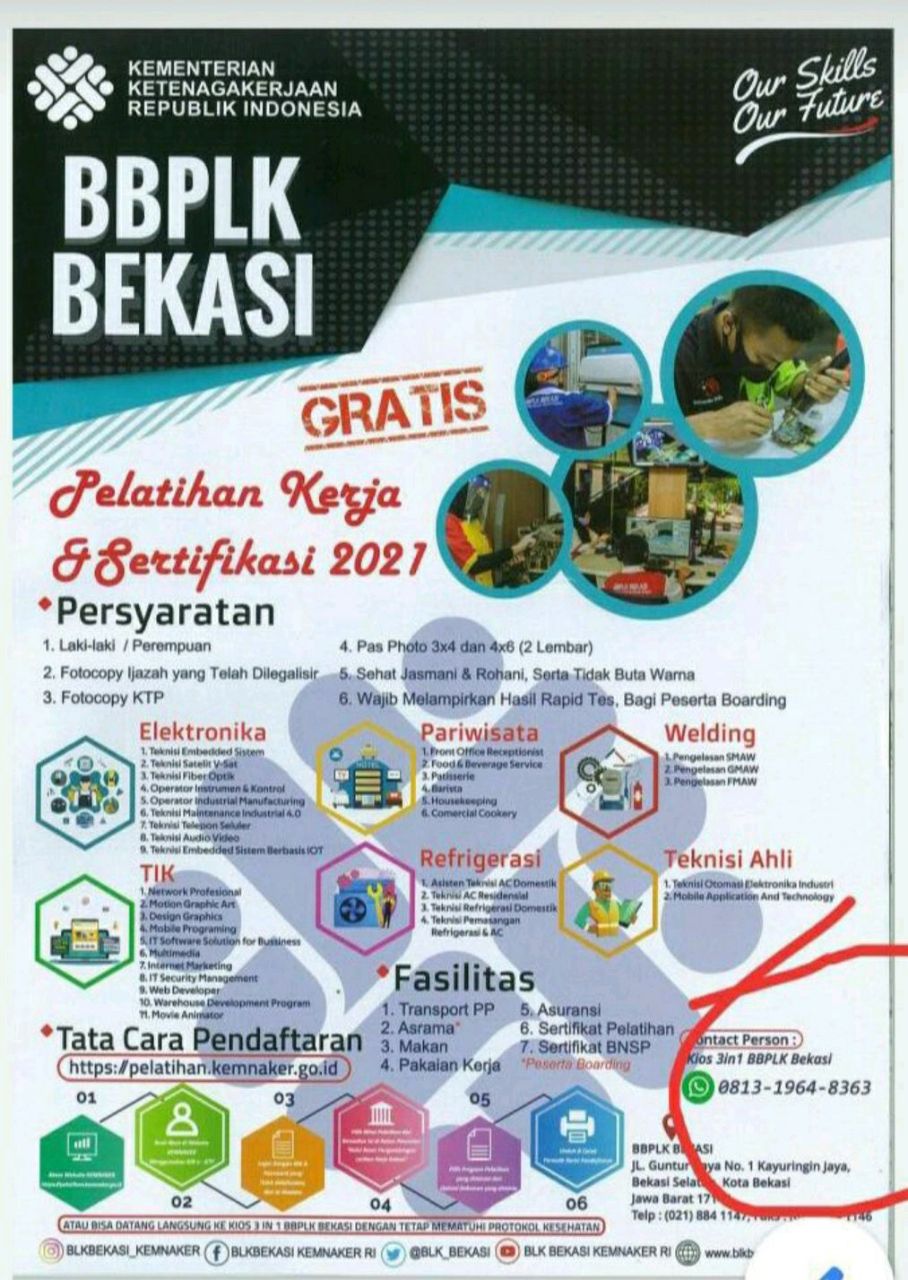 KEMENTERIAN
KETENAGAKERJAAN
REPUBLIK INDONESIA
Our Skills
Our Future
BBPLK
BEKASI
GRATIS
Pelatihan Kerja
& Sertifikasi 2021
Persyaratan
1. Laki-laki / Perempuan
2. Fotocopy Ijazah yang Telah Dilegalisir
3. Fotocopy KTP
4. Pas Photo 3x4 dan 4x6 (2 Lembar)
5. Sehat Jasmani & Rohani, Serta Tidak Buta Warna
6. Wajib Melampirkan Hasil Rapid Tes, Bagi Peserta Boarding
Elektronika
1. Teknisi Embedded Sistem
2. Teknisi Satelit V-Sat
3. Teknisi Fiber Optik
4. Operator Instrumen & Kontrol
5. Operator Industrial Manufacturing
6. Teknisi Maintenance Industrial 4.0
7. Teknisi Telepon Seluler
8. Teknisi Audio Video
9. Teknisi Embedded Sistem Berbasis IOT
Pariwisata
1. Front Office Receptionist
2. Food & Beverage Service
3. Patisserie
4. Barista
5. Housekeeping
6. Comercial Cookery
HOTEL
Welding
1. Pengelasan SMAW
2. Pengelasan GMAW
3. Pengelasan FMAW
TIK
1. Network Profesional
2. Motion Graphic Art
3. Design Graphics
4. Mobile Programing
5. IT Software Solution for Bussiness
6. Multimedia
7. Internet Marketing
8. IT Security Management
9. Web Developer
10. Warehouse Development Program
11. Movie Animator
Refrigerasi
1. Asisten Teknisi AC Domestik
2. Teknisi AC Residensial
3. Teknisi Refrigerasi Domestik
4. Teknisi Pemasangan
Refrigerasi & AC
Teknisi Ahli
1. Teknisi Otomasi Elektronika Industri
2. Mobile Application And Technology
Fasilitas
1. Transport PP
2. Asrama*
3. Makan
4. Pakaian Kerja
5. Asuransi
6. Sertifikat Pelatihan
7. Sertifikat BNSP
*Peserta Boarding
Tata Cara Pendaftaran
https://pelatihan.kemnaker.go.id
01
02
03
04
05
06
ontact Person :
Kios 3in1 BBPLK Bekasi
0813-1964-8363
BBPLK BEKASI
JL. Guntur Raya No. 1 Kayuringin Jaya,
Bekasi Selatan, Kota Bekasi
Jawa Barat 171
Telp : (021) 884 1147,
ATAU BISA DATANG LANGSUNG KE KIOS 3 IN 1 BBPLK BEKASI DENGAN TETAP MEMATUHI PROTOKOL KESEHATAN
BLKBEKASI_KEMNAKER
BLKBEKASI KEMNAKER RI
@BLK_BEKASI
BLK BEKASI KEMNAKER RI
www.blkb